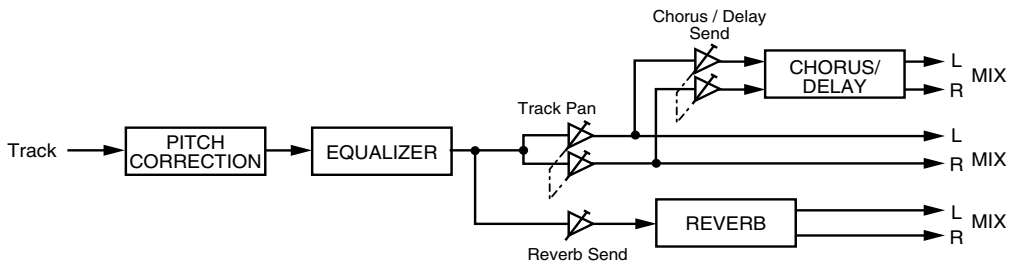 Chorus / Delay
Send
CHORUS/
DELAY
L
R
MIX
Track Pan
Track
PITCH
CORRECTION
EQUALIZER
L
R
MIX
Reverb Send
REVERB
L
R
MIX